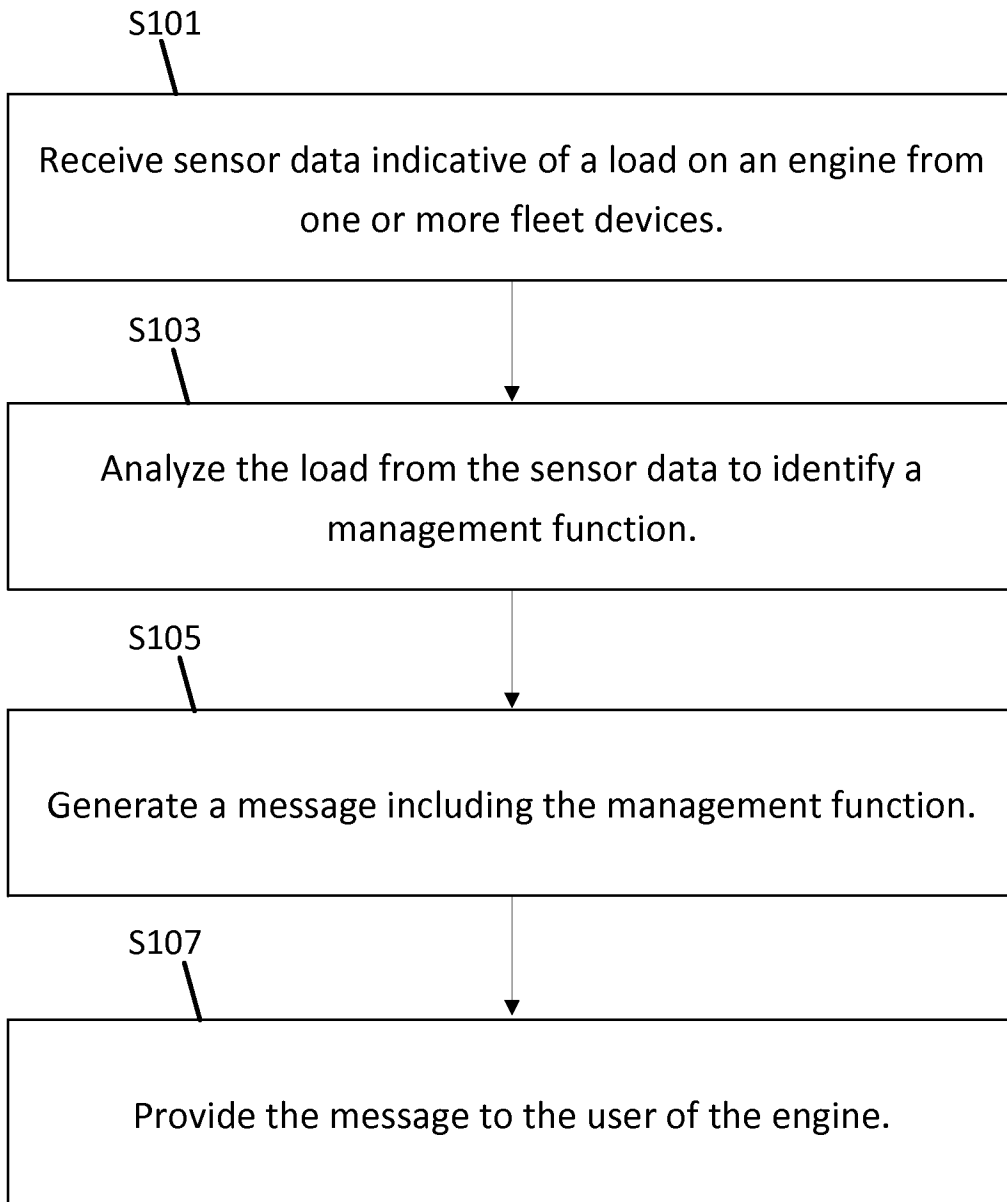 S101
Receive sensor data indicative of a load on an engine from
one or more fleet devices.
S103
Analyze the load from the sensor data to identify a
management function.
S105
Generate a message including the management function.
S107
Provide the message to the user of the engine.